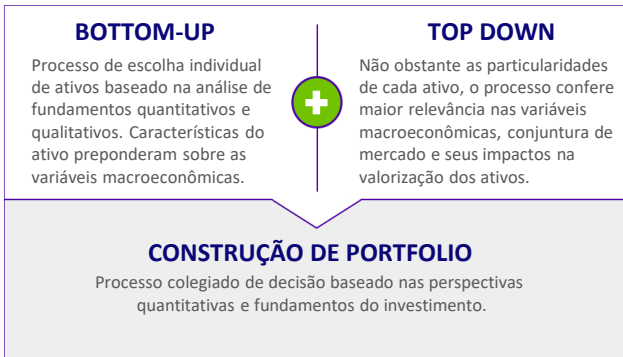 BOTTOM-UP
Processo de escolha individual
de ativos baseado na análise de
fundamentos quantitativos e
qualitativos. Características do
ativo preponderam sobre as
variáveis macroeconômicas.
TOP DOWN
Não obstante as particularidades
de cada ativo, o processo confere
maior relevância nas variáveis
macroeconômicas, conjuntura de
mercado e seus impactos na
valorização dos ativos.
CONSTRUÇÃO DE PORTFOLIO
Processo colegiado de decisão baseado nas perspectivas
quantitativas e fundamentos do investimento.